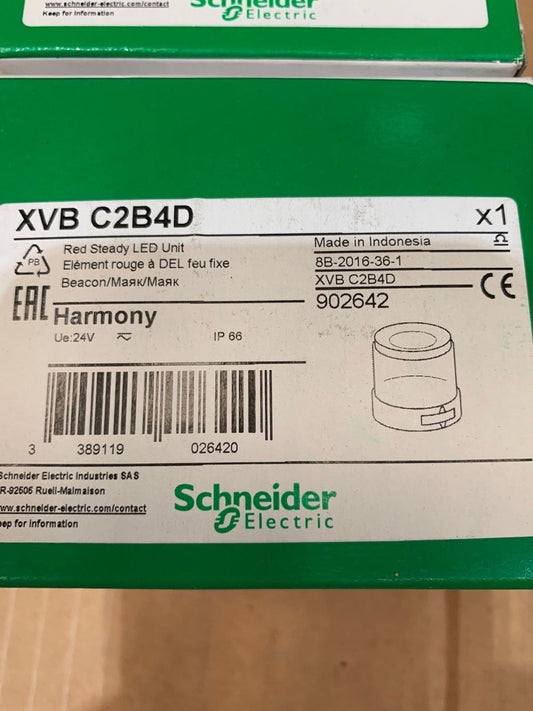 www.schneider-electric.com/contact
Keep for information
Schneider
Electric
XVB C2B4D
x1
PB
Red Steady LED Unit
Elément rouge à DEL feu fixe
Beacon/Маяк/Маяк
Made in Indonesia
8B-2016-36-1
XVB C2B4D
902642
CE
EAC
Harmony
Ue:24V
IP 66
3 389119 026420
Schneider Electric Industries SAS
R-92506 Rueil-Malmaison
www.schneider-electric.com/contact
eep for information
Schneider
Electric